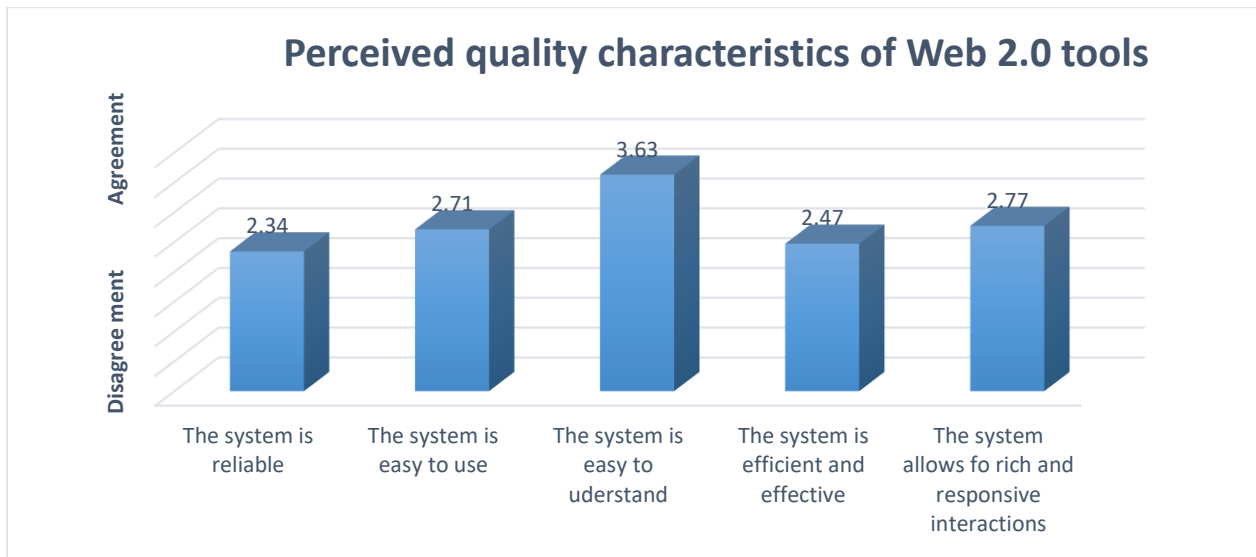 Perceived quality characteristics of Web 2.0 tools
Agreement
Disagree ment
2.34
2.71
3.63
2.47
2.77
The system is
reliable
The system is
easy to use
The system is
easy to
uderstand
The system is
efficient and
effective
The system
allows fo rich and
responsive
interactions